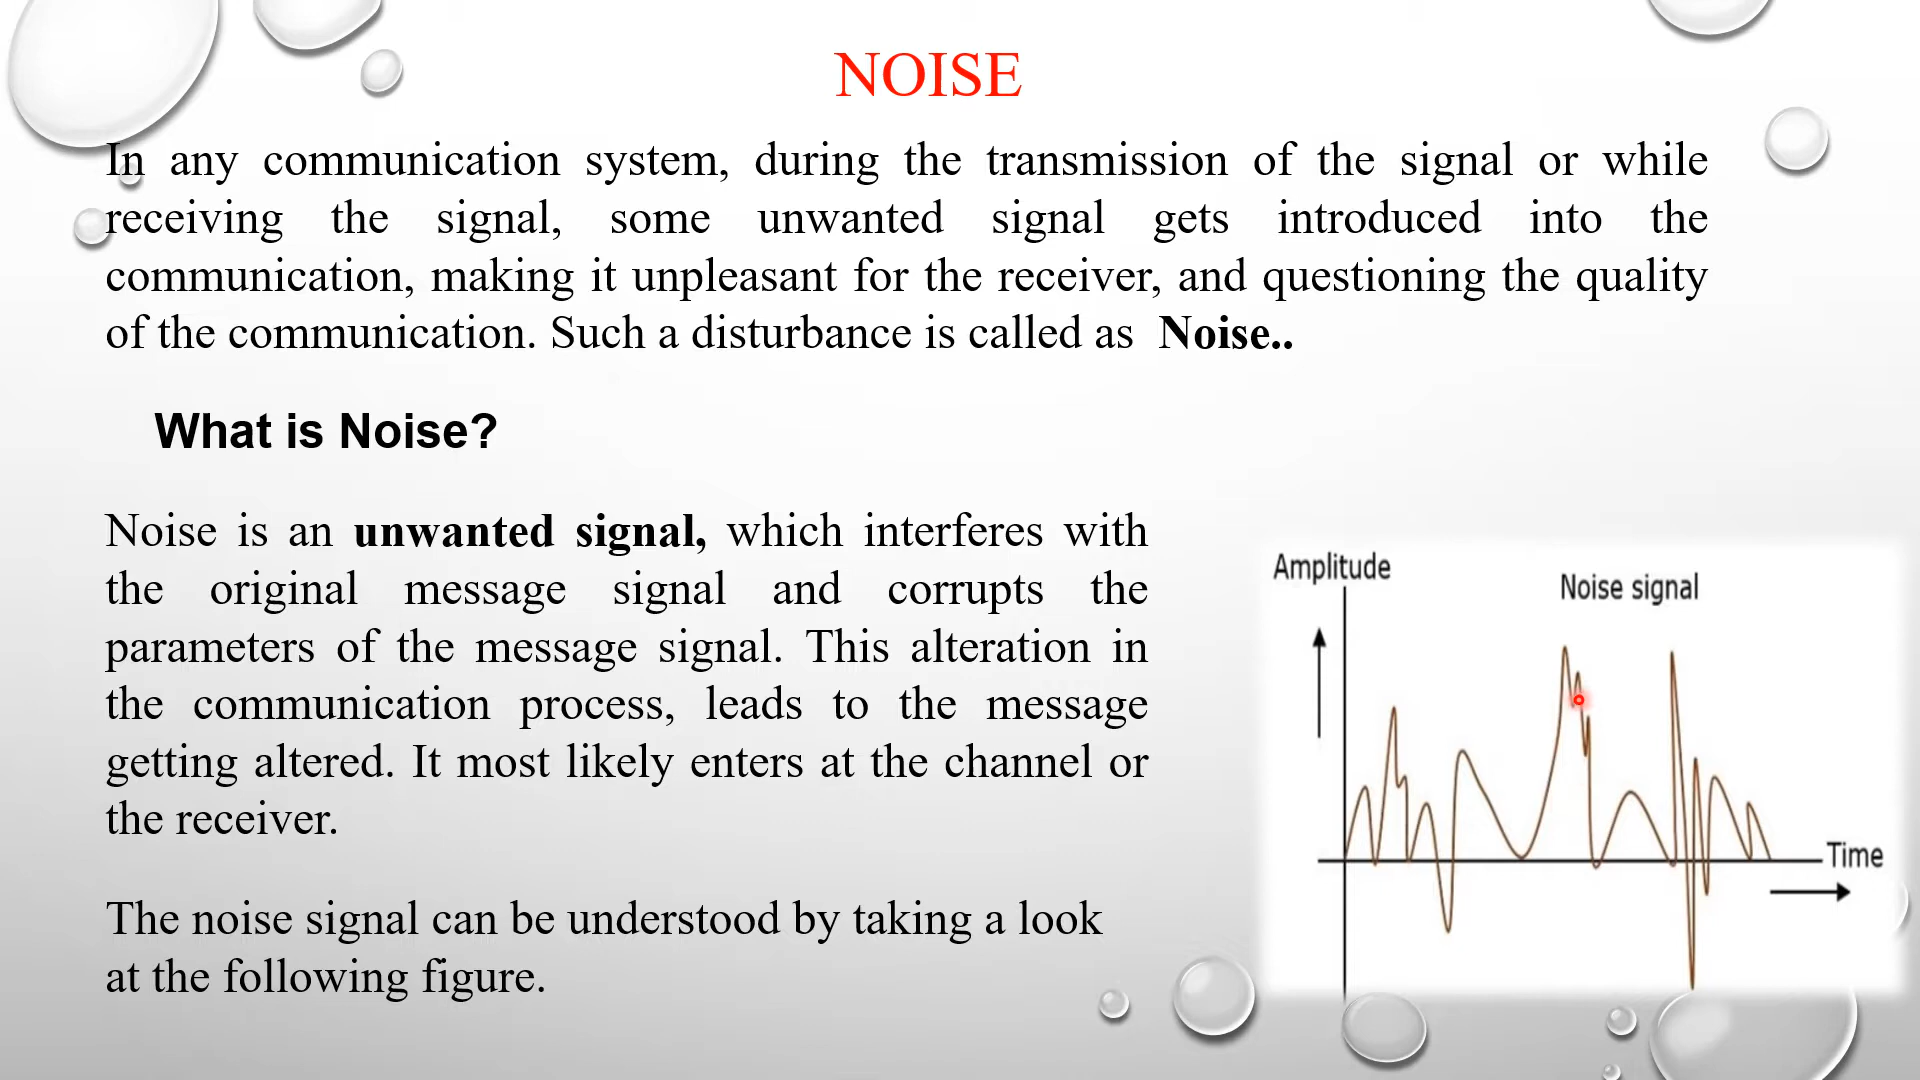 NOISE
In any communication system, during the transmission of the signal or while
receiving the signal, some unwanted signal gets introduced into the
communication, making it unpleasant for the receiver, and questioning the quality
of the communication. Such a disturbance is called as Noise..
What is Noise?
Noise is an unwanted signal, which interferes with
the original message signal and corrupts the
parameters of the message signal. This alteration in
the communication process, leads to the message
getting altered. It most likely enters at the channel or
the receiver.
The noise signal can be understood by taking a look
at the following figure.
Amplitude
Noise signal
Time